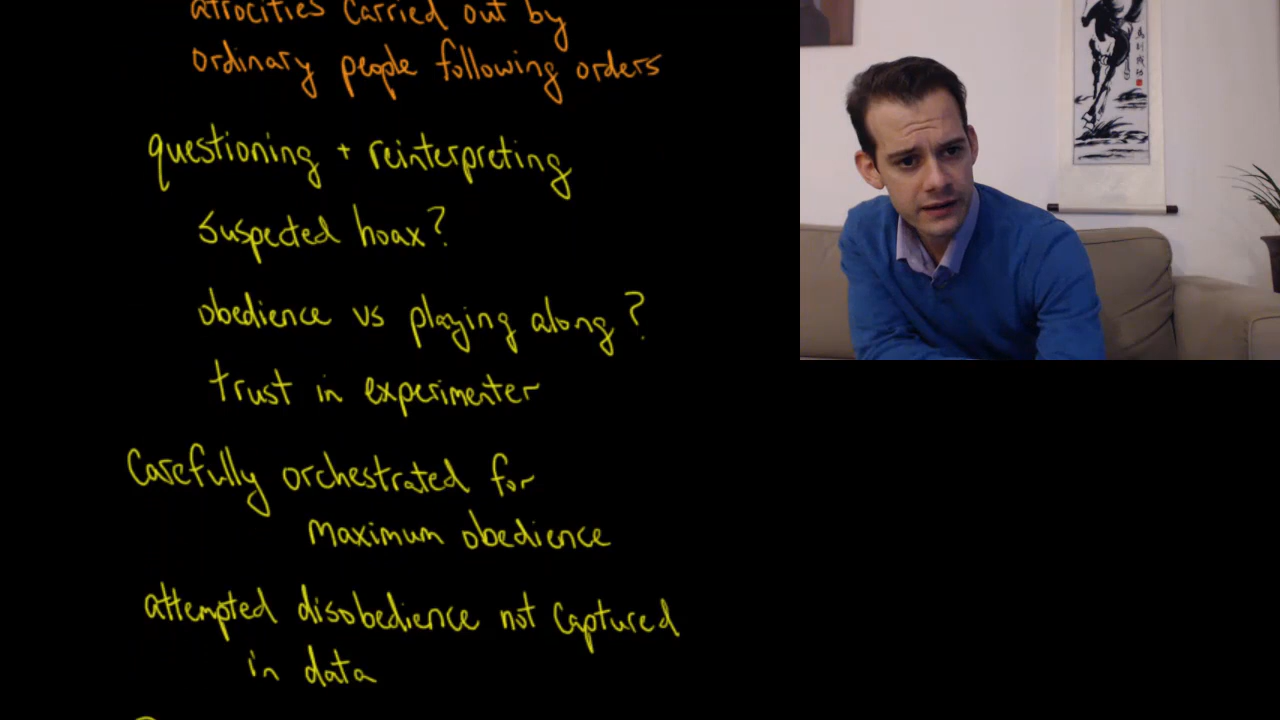 atrocities carried out by
ordinary people following orders
questioning + reinterpreting
suspected hoax?
obedience vs playing along?
trust in experimenter
Carefully orchestrated for
maximum obedience
attempted disobedience not captured
in data